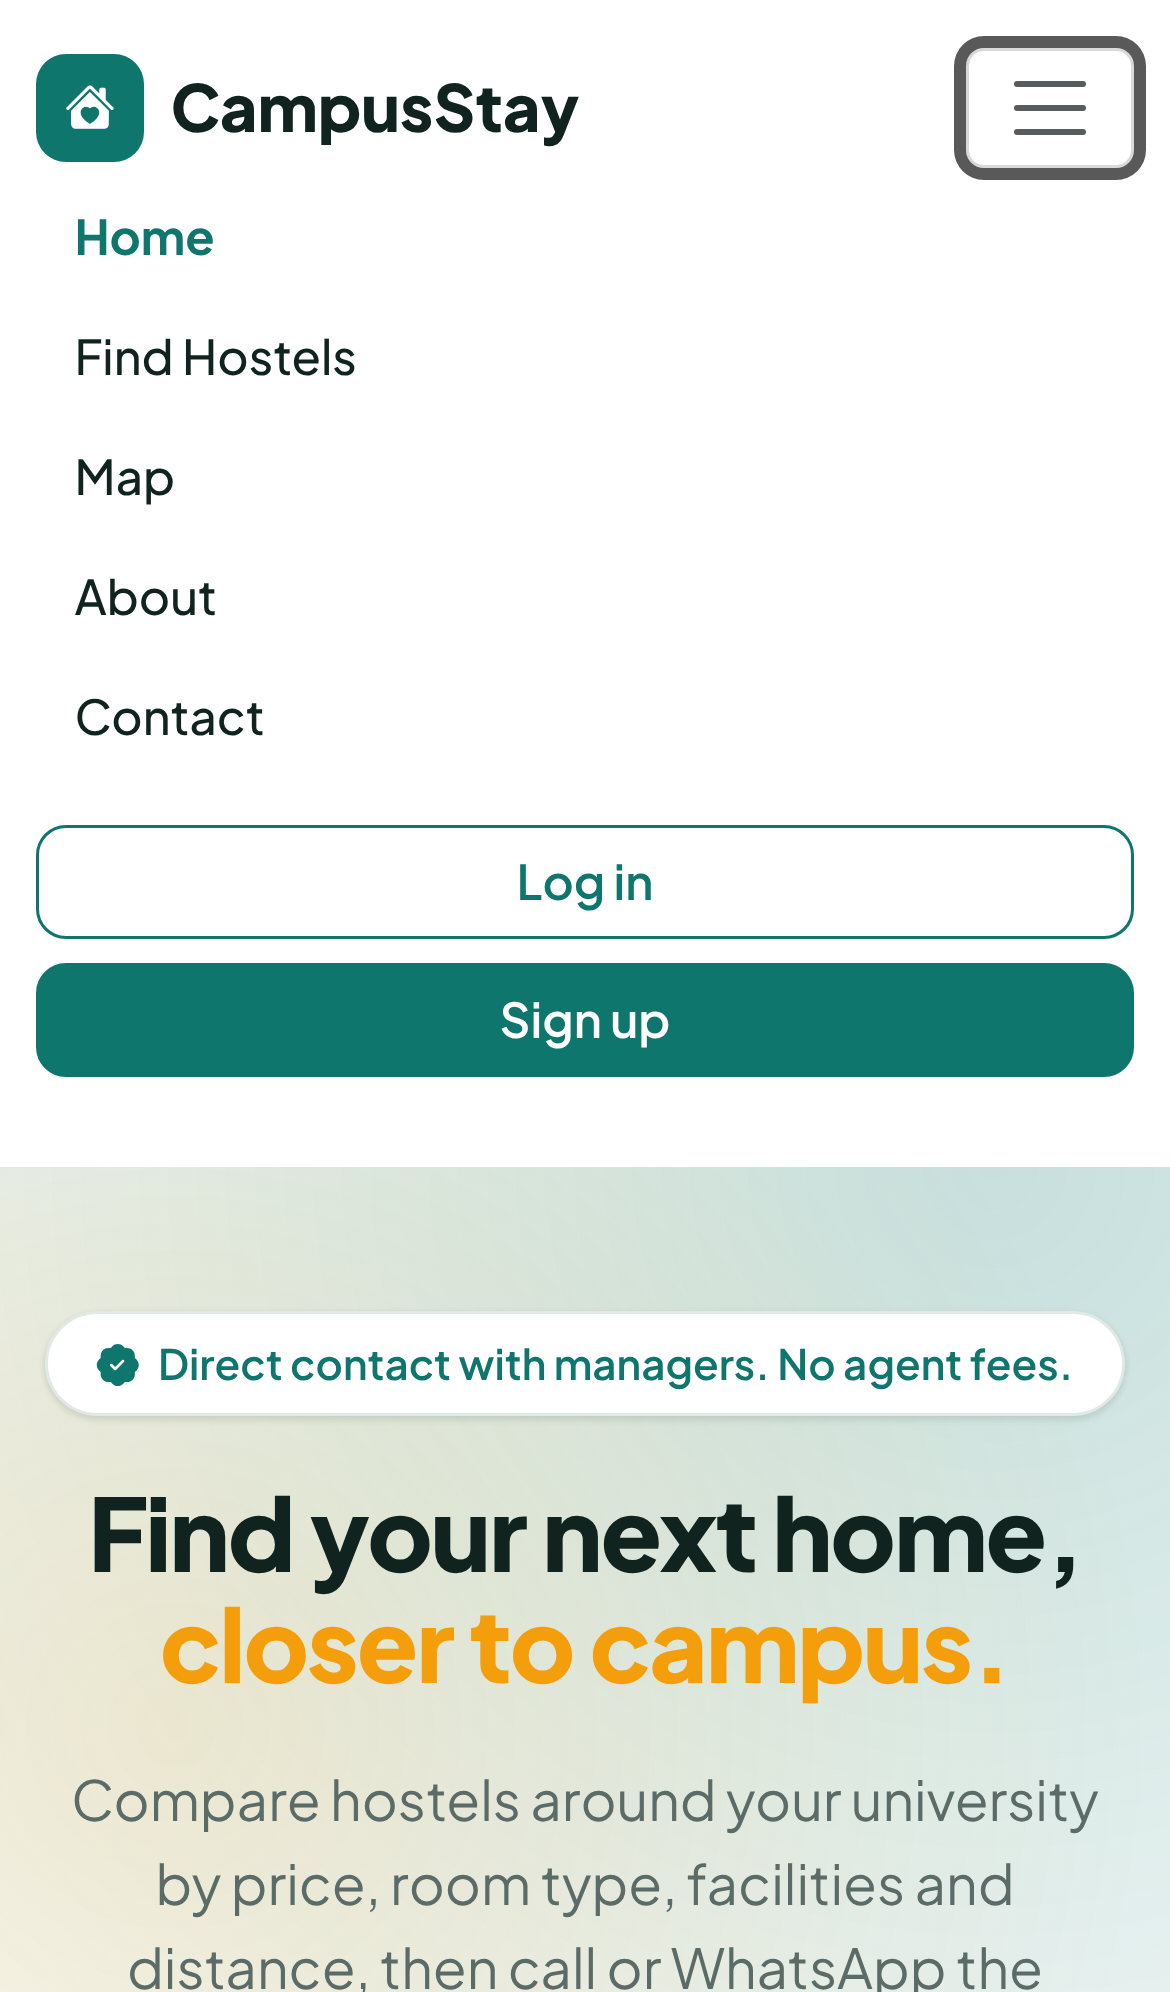 CampusStay
Home
Find Hostels
Map
About
Contact
Log in
Sign up
Direct contact with managers. No agent fees.
Find your next home,
closer to campus.
Compare hostels around your university
by price, room type, facilities and
distance, then call or WhatsApp the